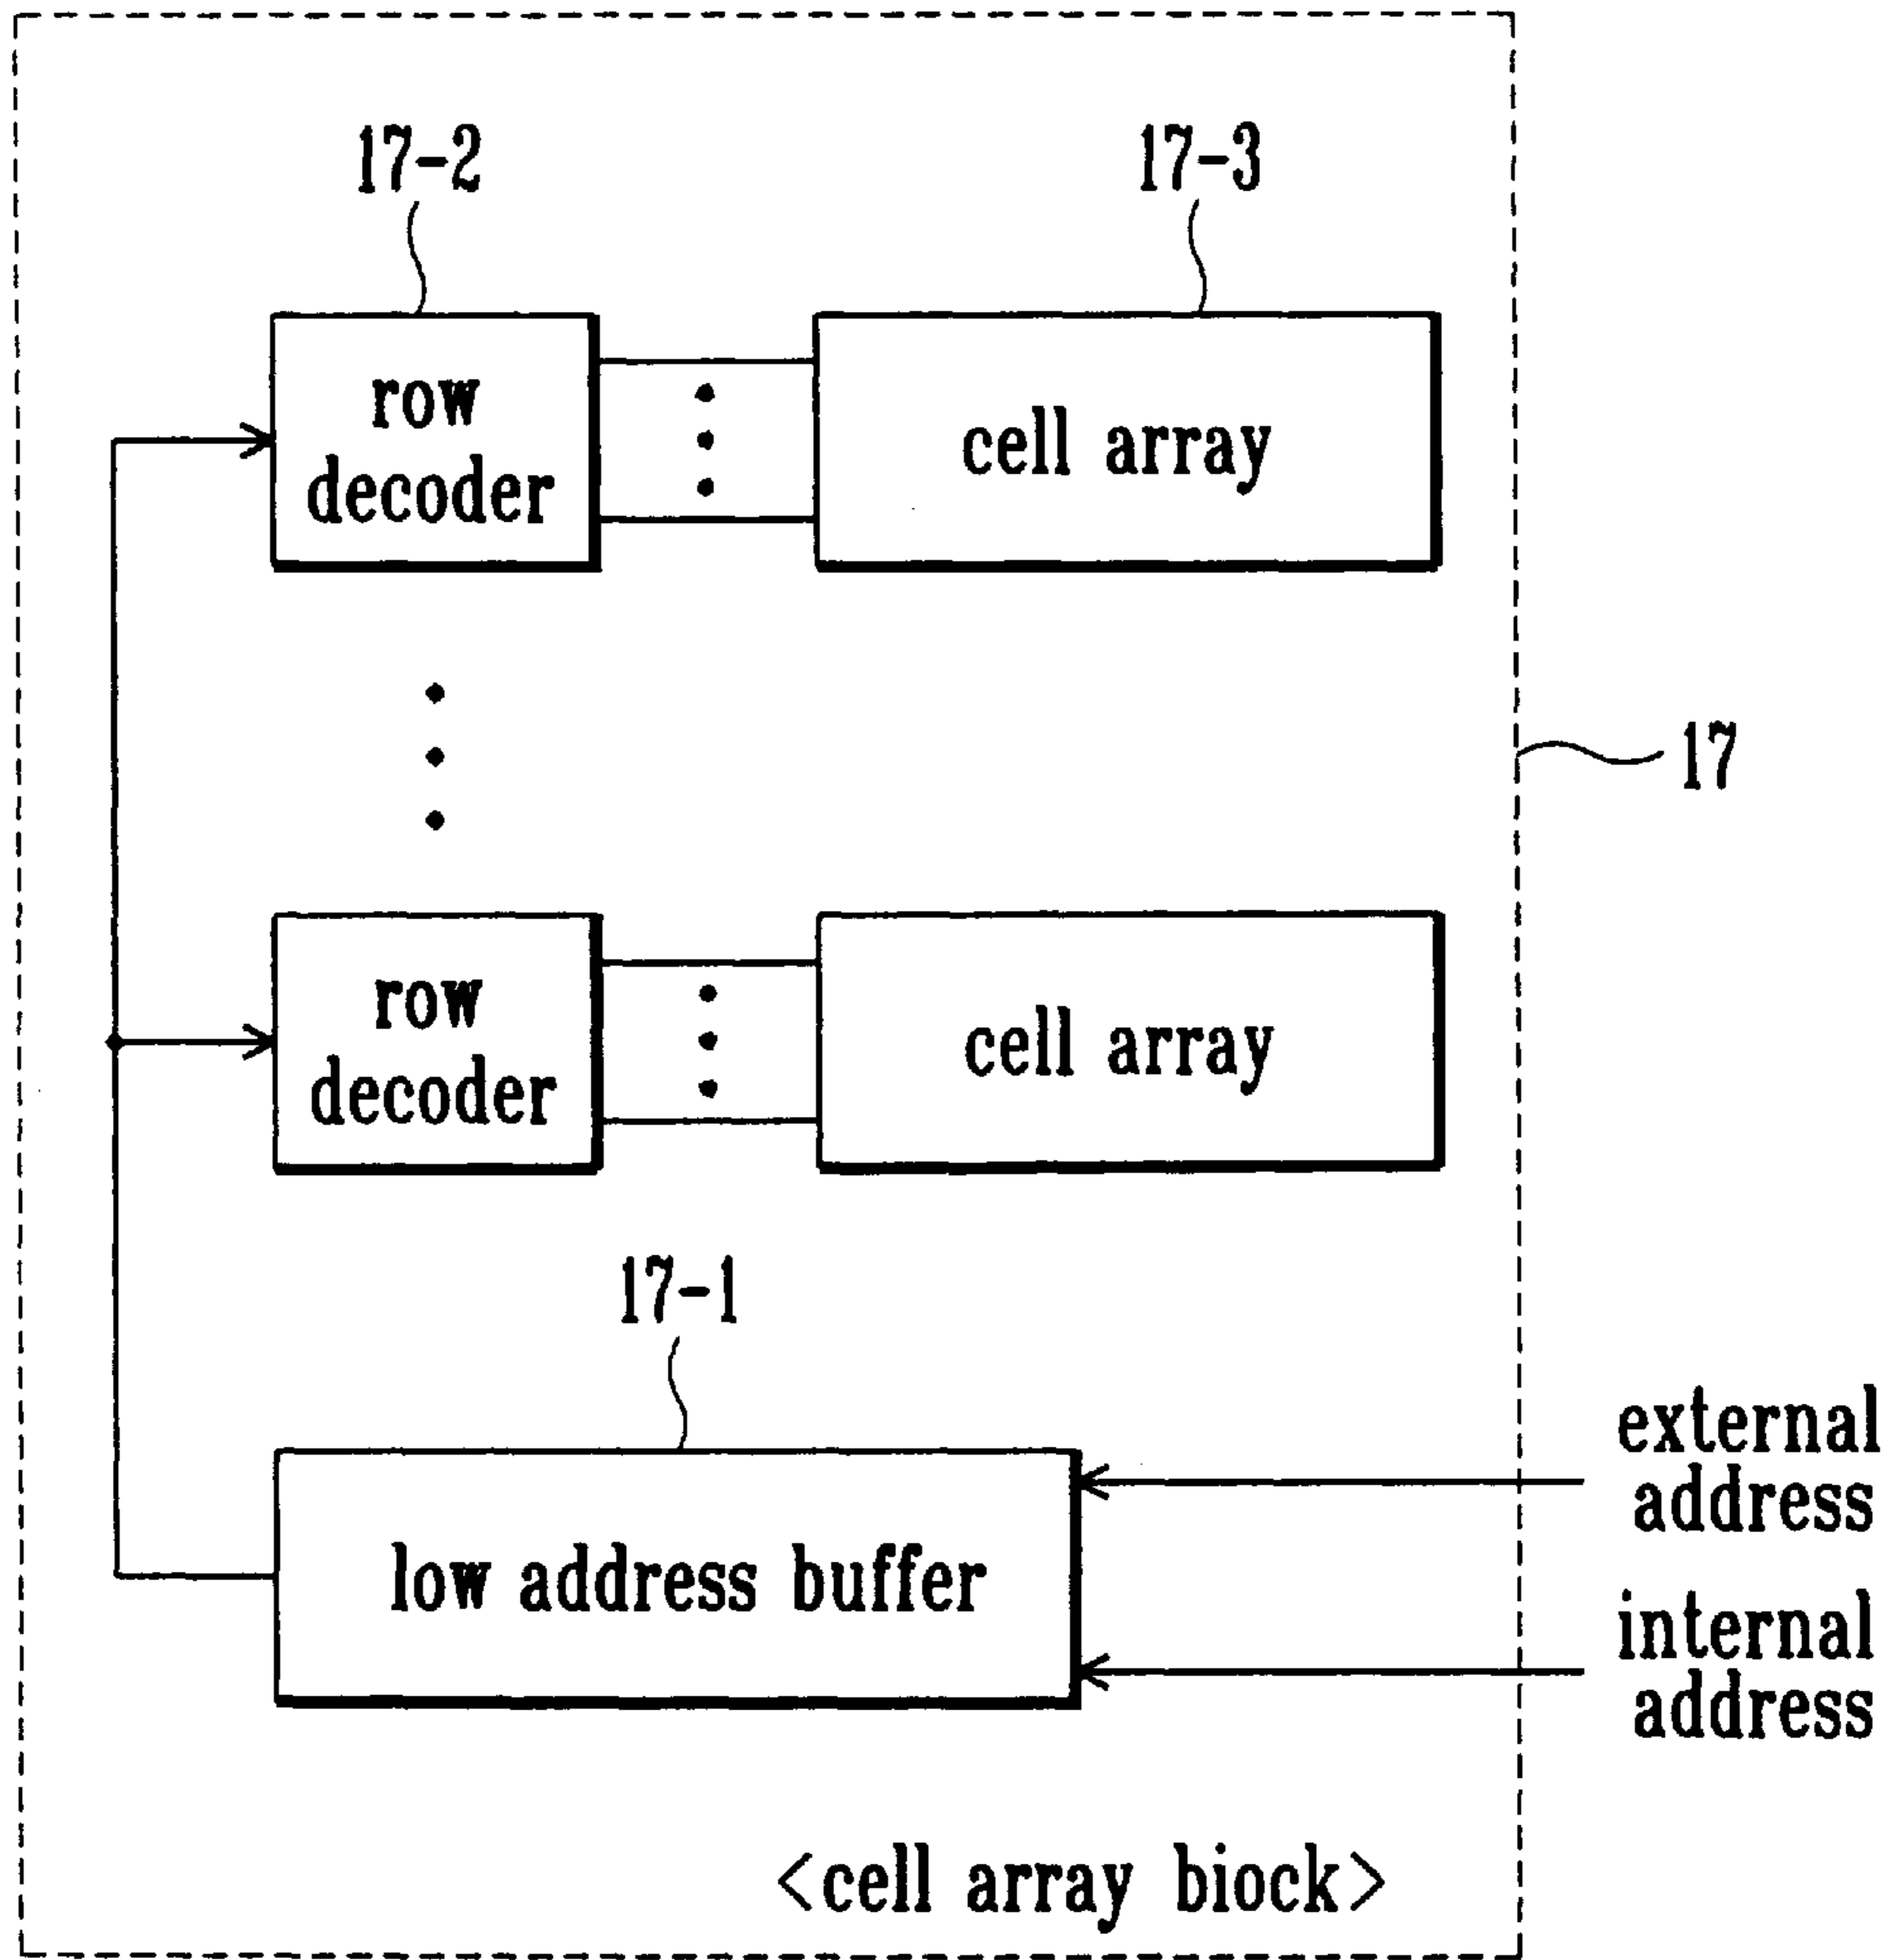 17-2
17-3
row
decoder
cell array
17
row
decoder
cell array
17-1
external
address
low address buffer
internal
address
<cell array biock>